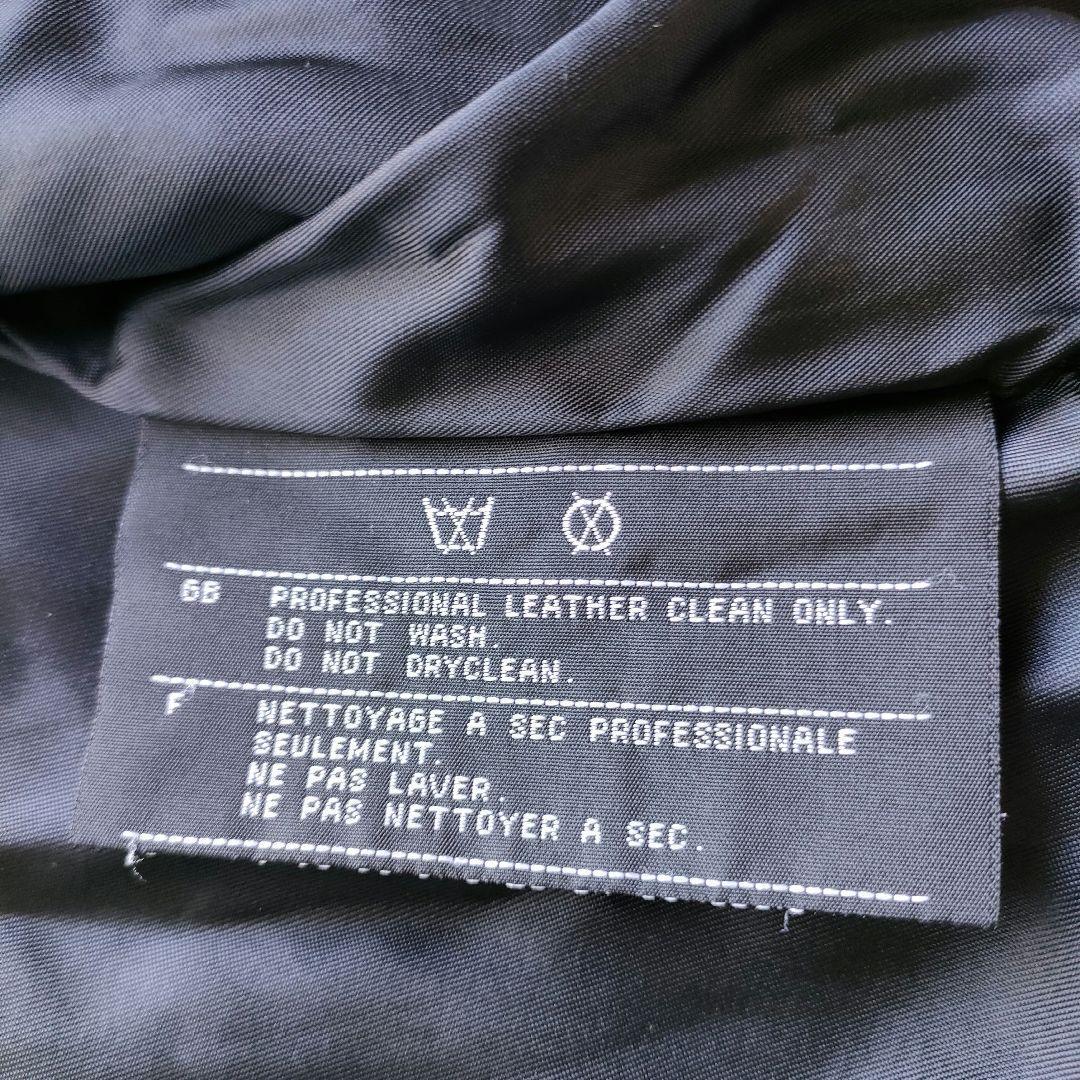 GB PROFESSIONAL LEATHER CLEAN ONLY.
DO NOT WASH.
DO NOT DRYCLEAN.
F NETTOYAGE A SEC PROFESSIONALE
SEULEMENT.
NE PAS LAVER.
NE PAS NETTOYER A SEC.